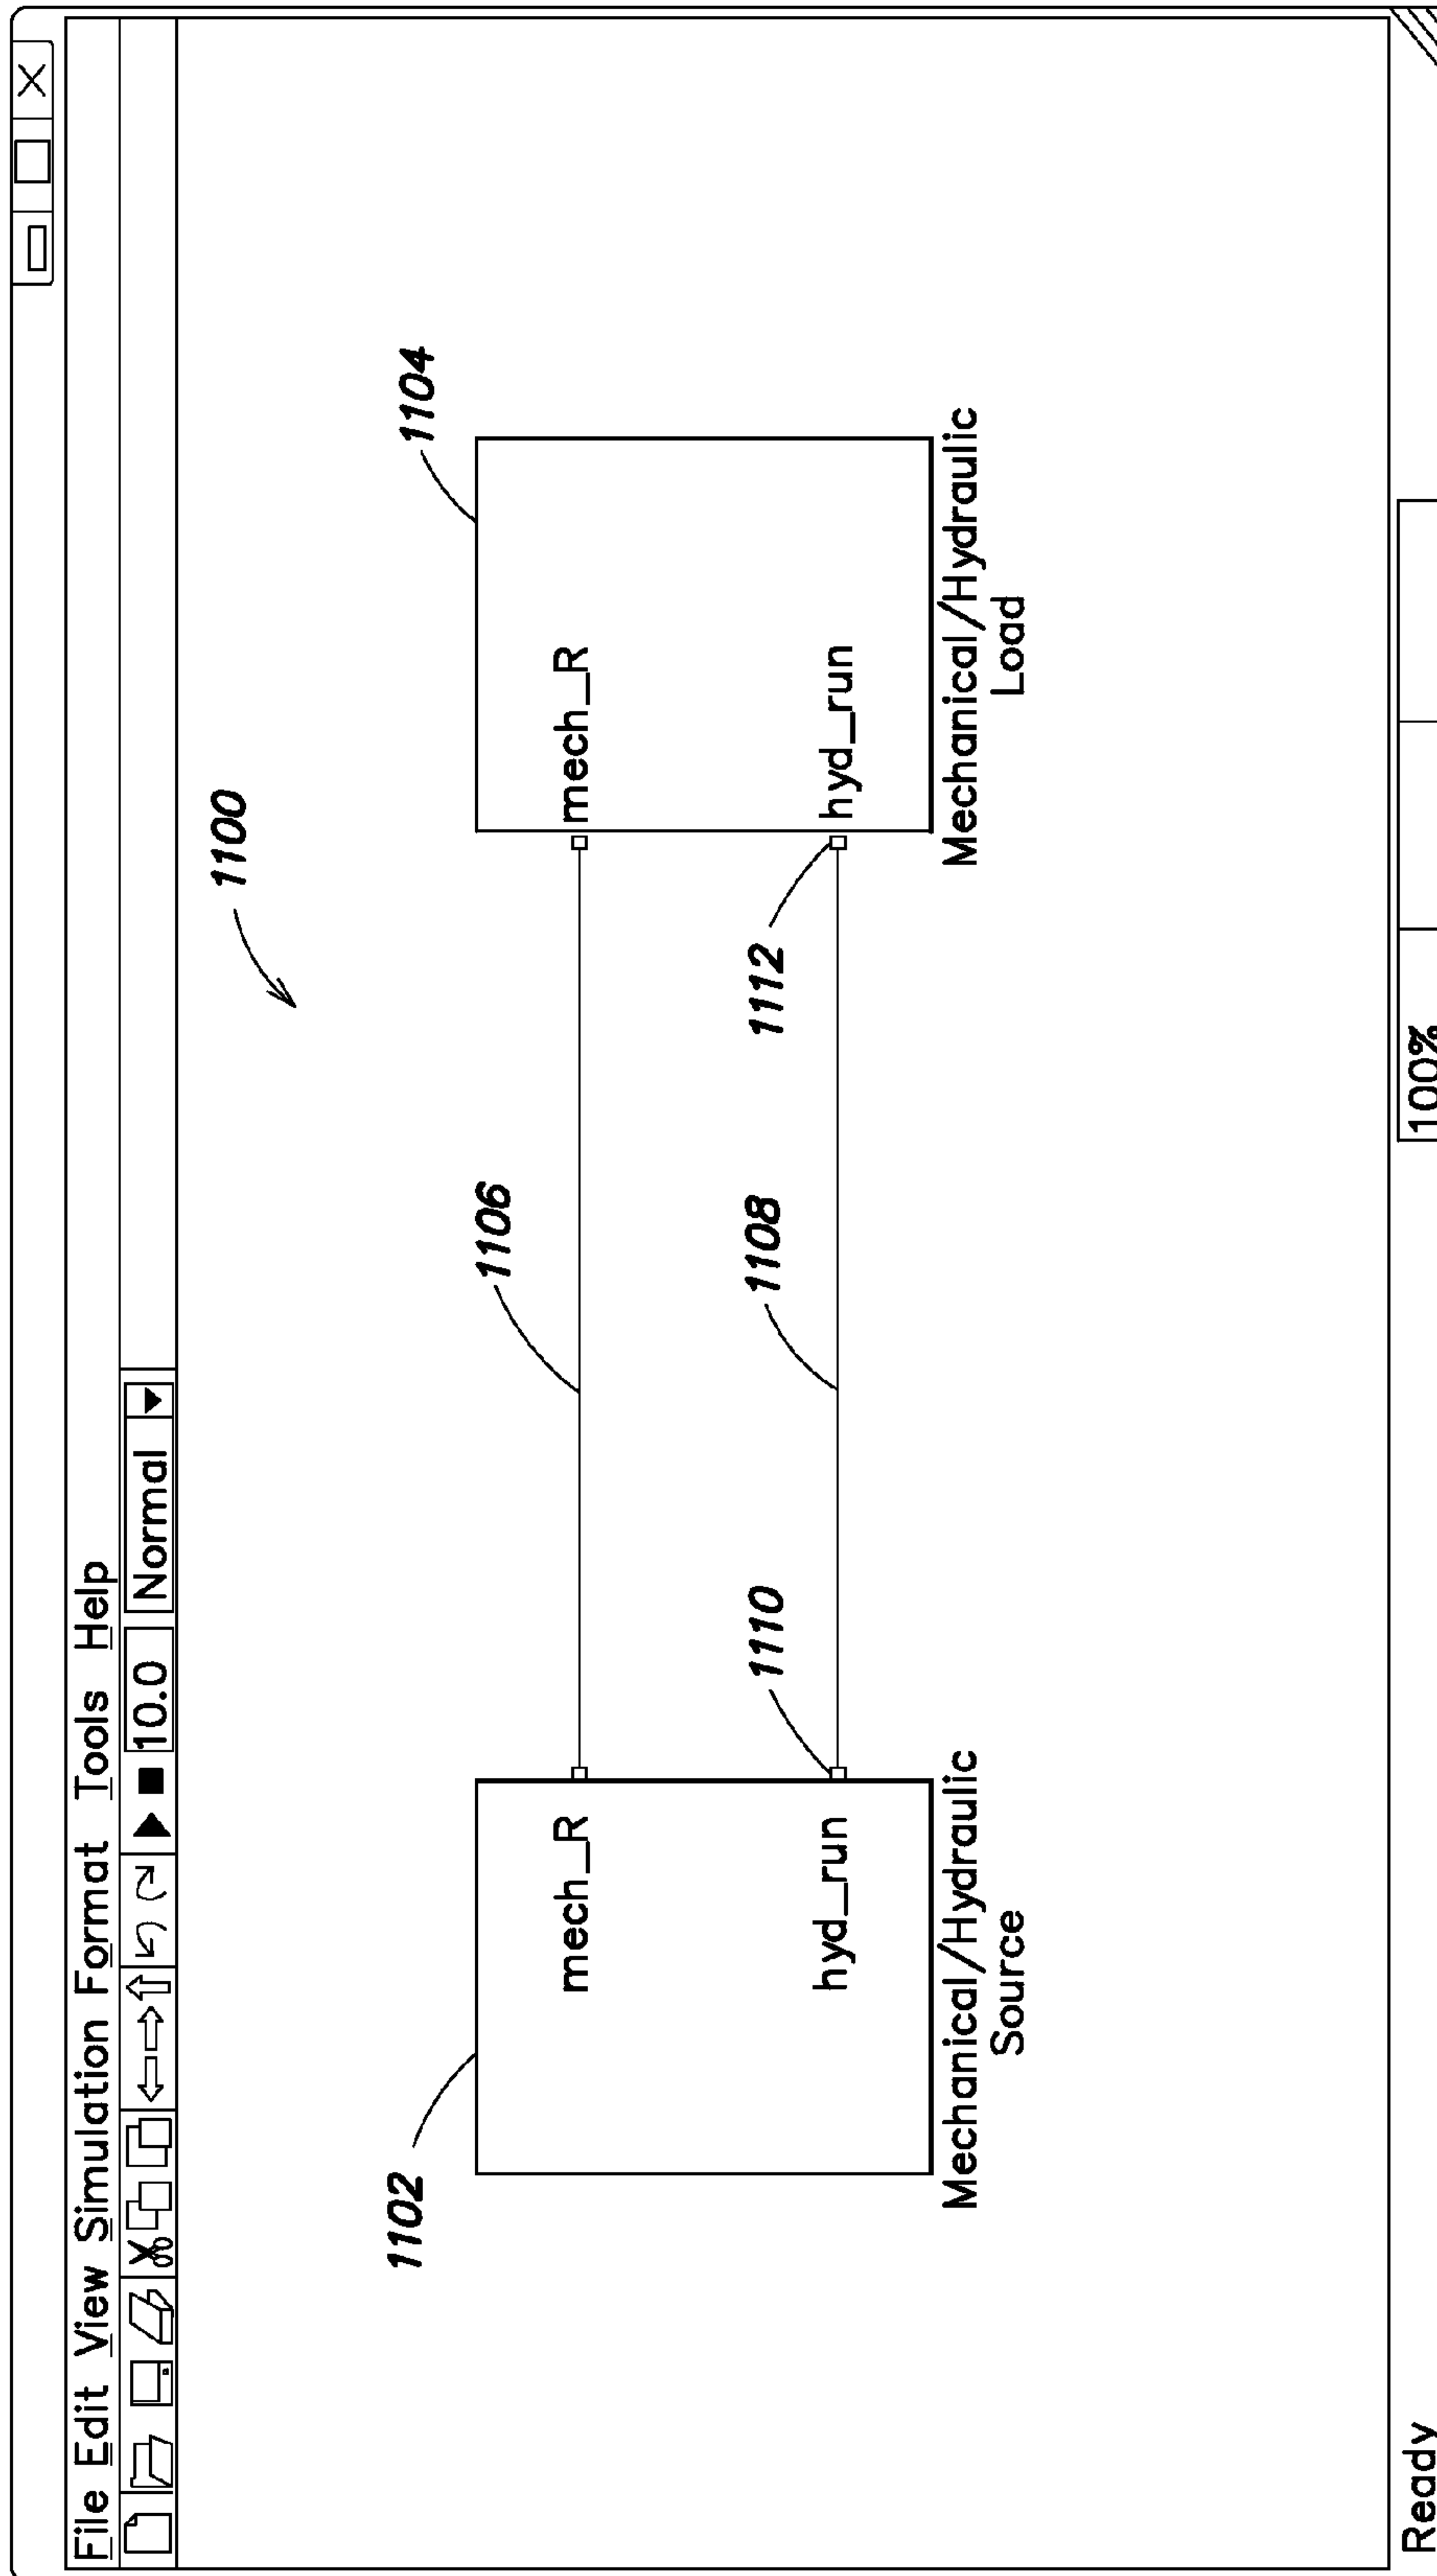 File Edit View Simulation Format Tools Help
10.0 Normal
1100
1102
1104
1106
mech_R
mech_R
1110
1108
1112
hyd_run
hyd_run
Mechanical/Hydraulic
Source
Mechanical/Hydraulic
Load
Ready
100%